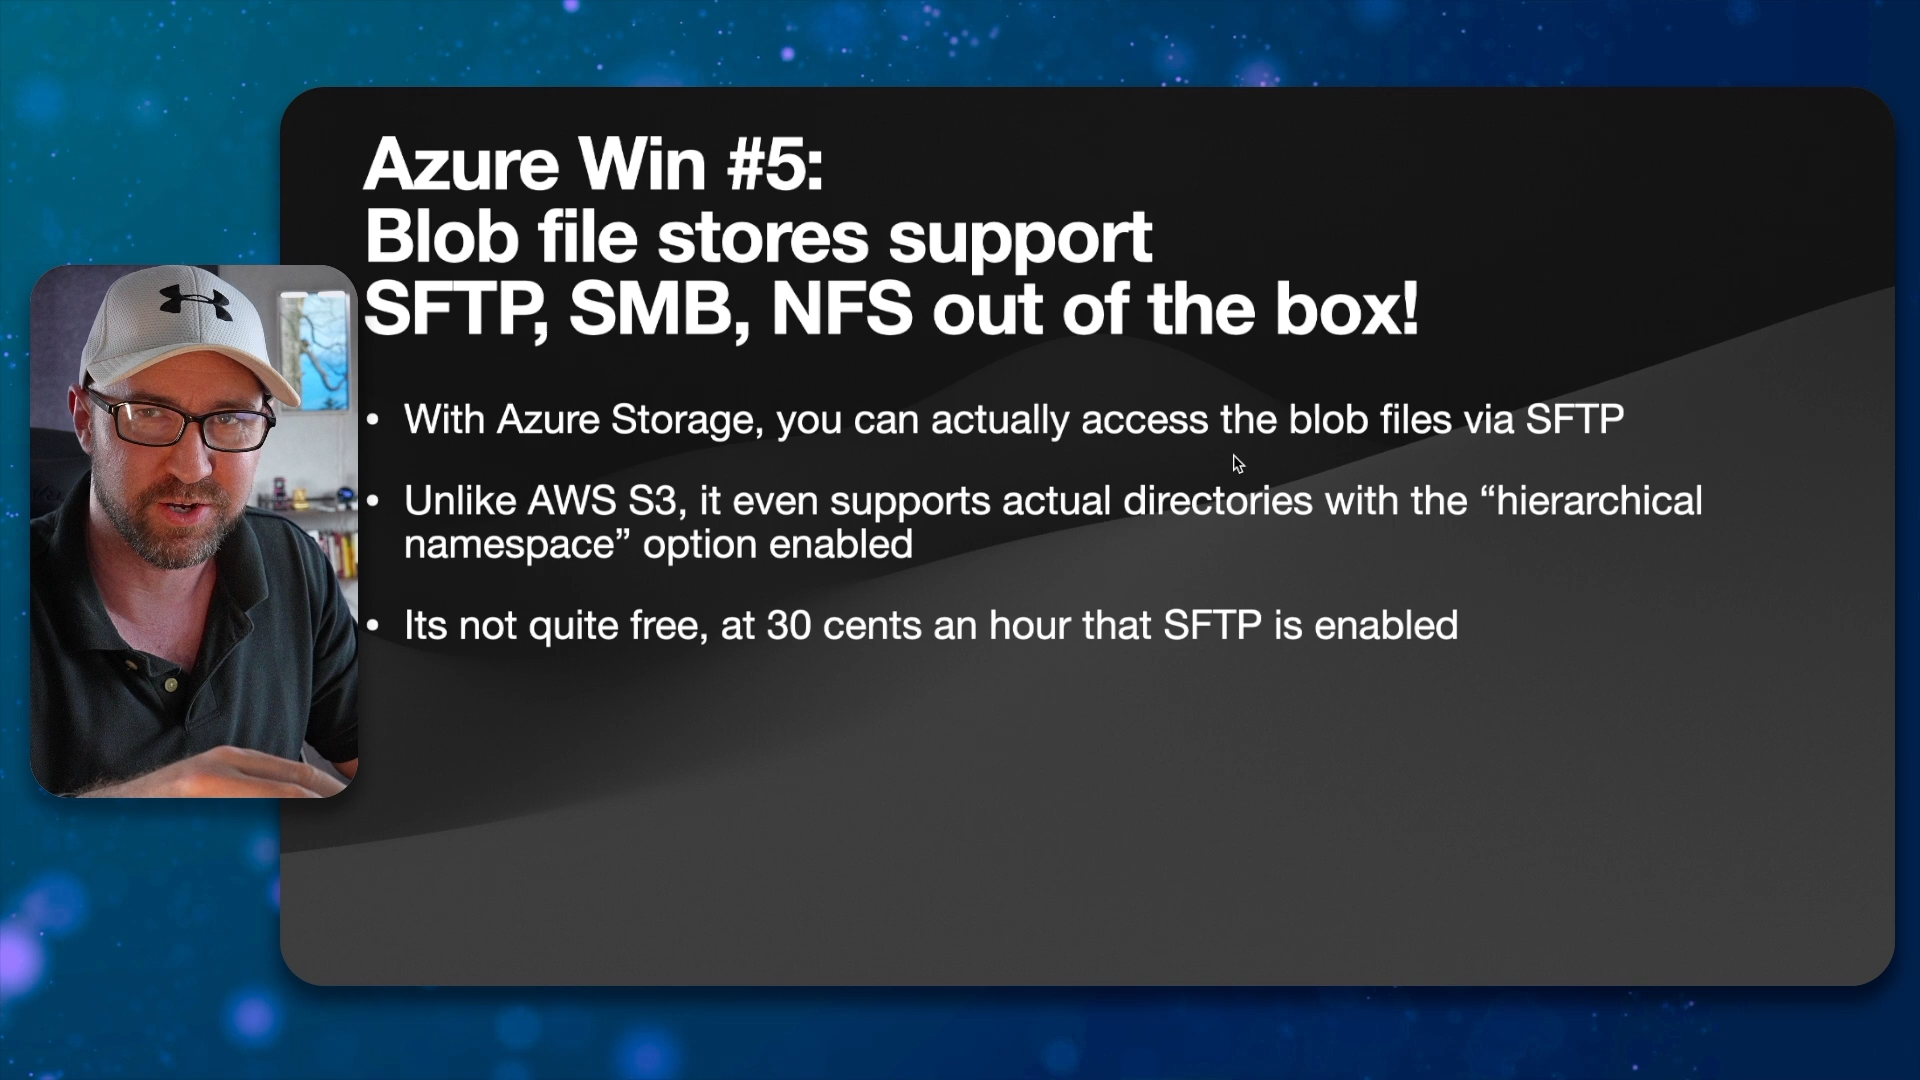 Azure Win #5:
Blob file stores support
SFTP, SMB, NFS out of the box!
• With Azure Storage, you can actually access the blob files via SFTP
• Unlike AWS S3, it even supports actual directories with the “hierarchical
namespace” option enabled
• Its not quite free, at 30 cents an hour that SFTP is enabled